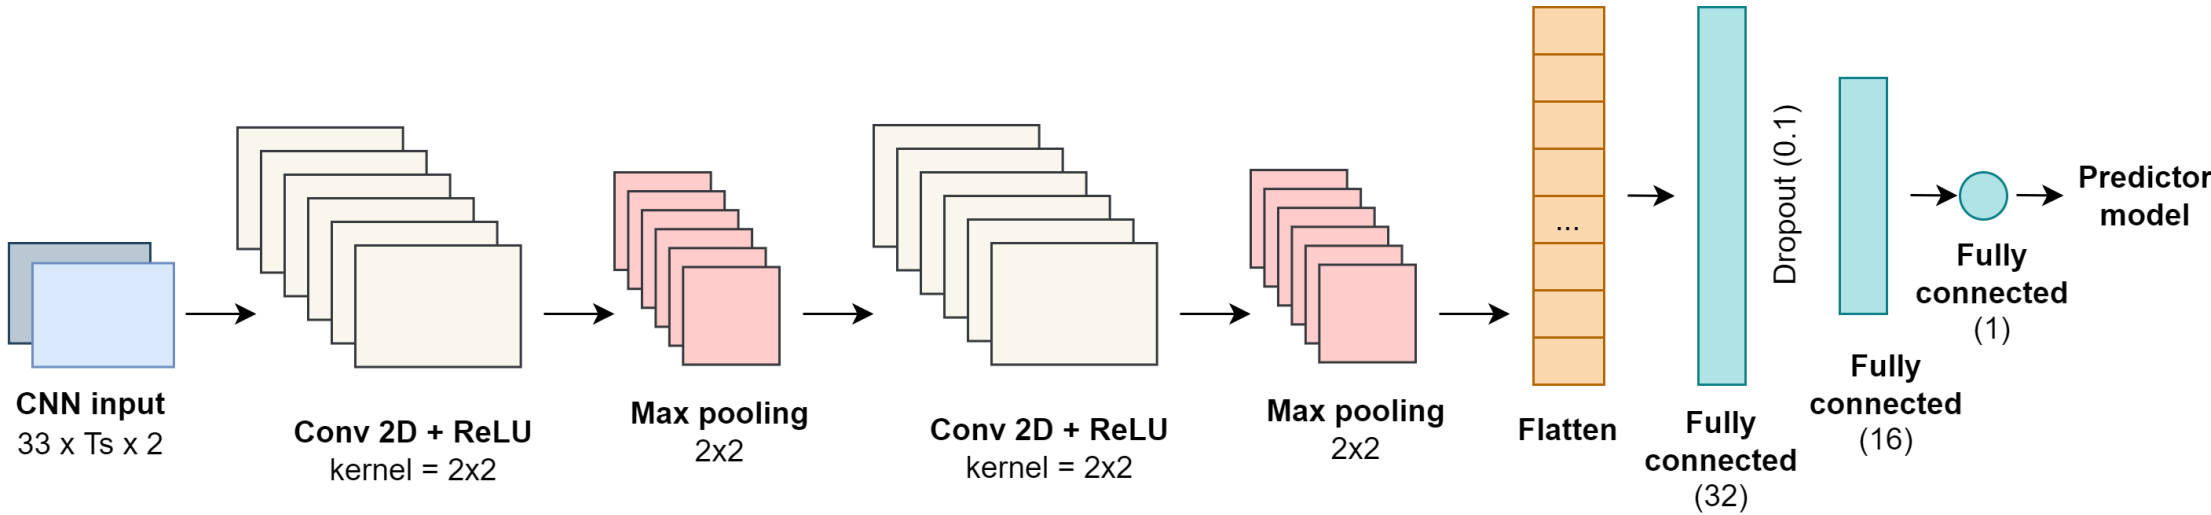 CNN input
33 x Ts x 2
Conv 2D + ReLU
kernel = 2x2
Max pooling
2x2
Conv 2D + ReLU
kernel = 2x2
Max pooling
2x2
...
Flatten
Fully
connected
(32)
Dropout (0.1)
Fully
connected
(16)
Fully
connected
(1)
Predictor
model